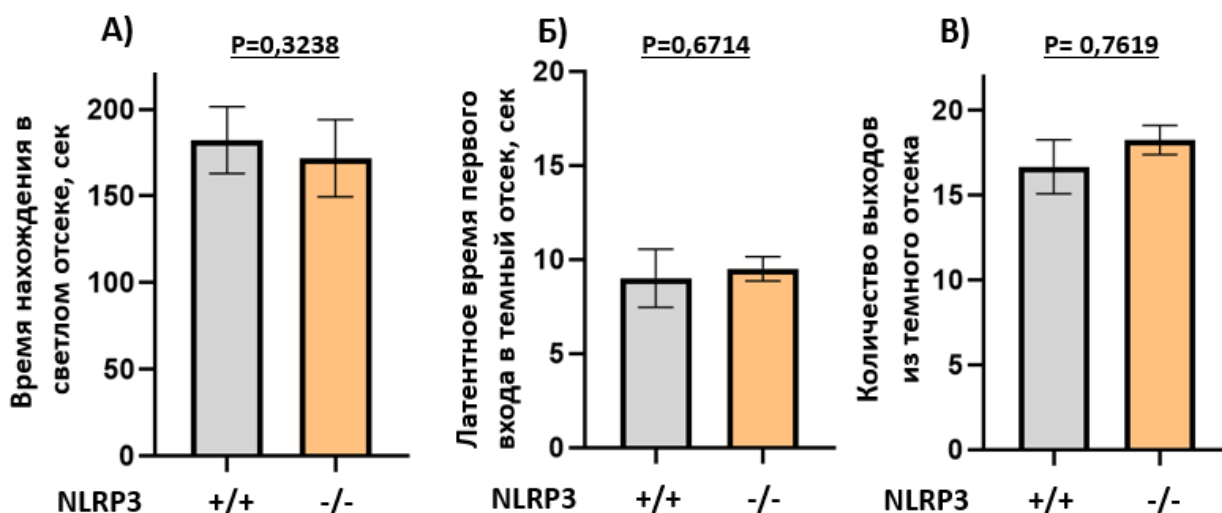 А)
P=0,3238
Время нахождения в
светлом отсеке, сек
200
150
100
50
0
NLRP3 +/+ -/-
Б)
P=0,6714
Латентное время первого
входа в темный отсек, сек
20
15
10
5
0
NLRP3 +/+ -/-
В)
P= 0,7619
Количество выходов
из темного отсека
20
15
10
5
0
NLRP3 +/+ -/-